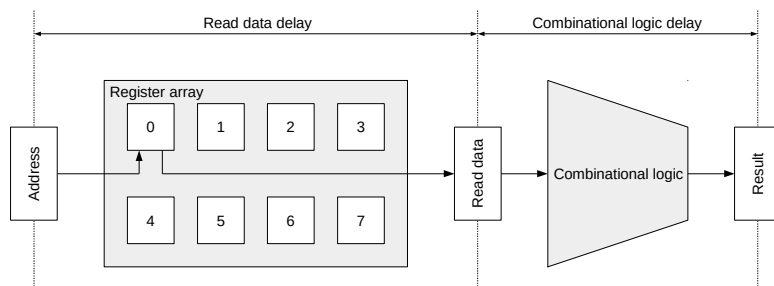 Read data delay
Combinational logic delay
Register array
0
1
2
3
Address
Read data
Combinational logic
Result
4
5
6
7